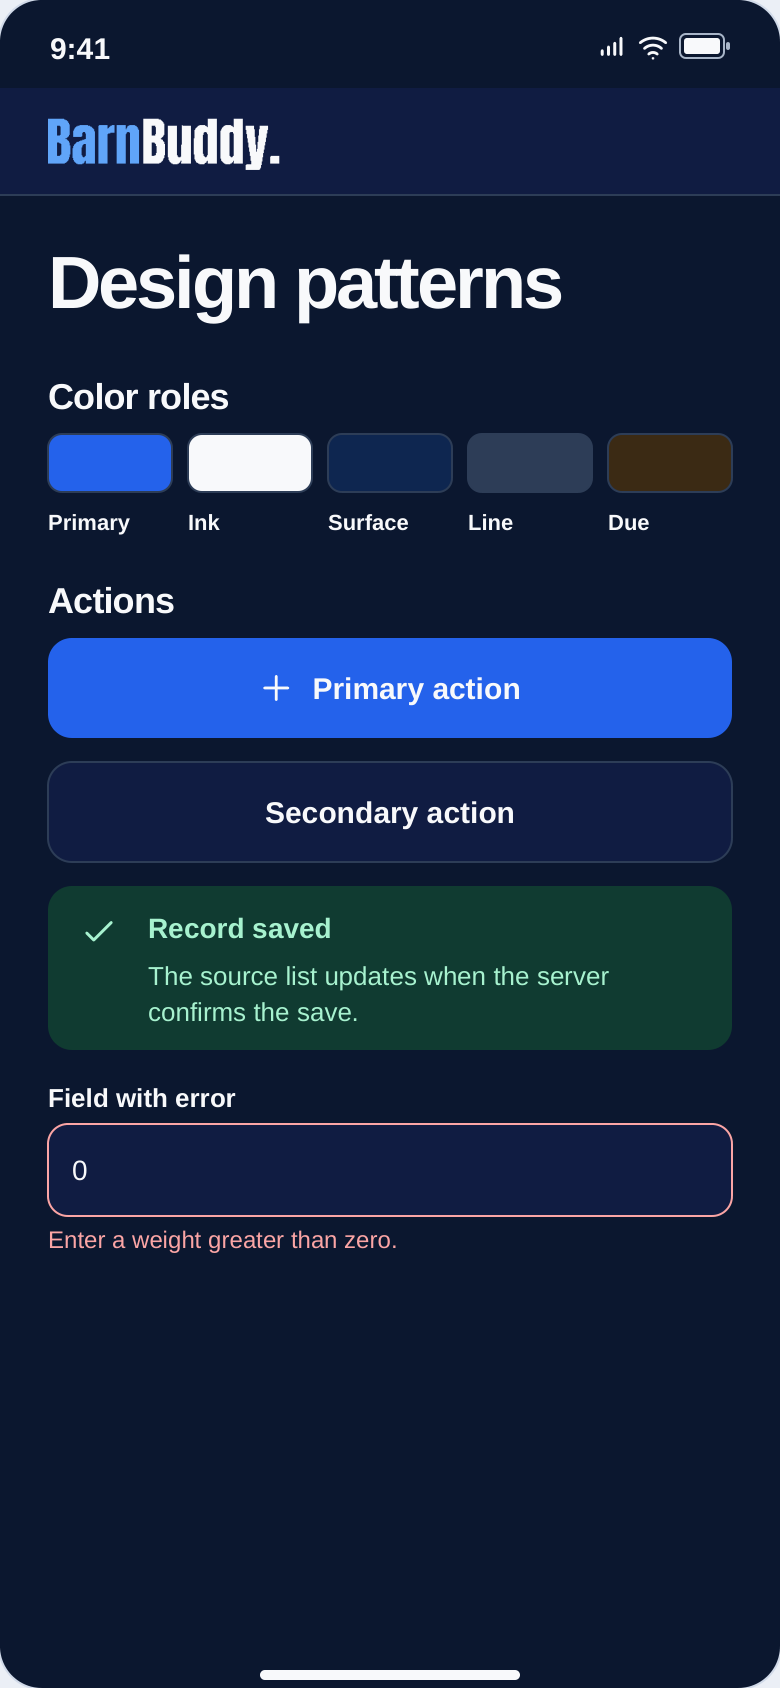 9:41
BarnBuddy.
Design patterns
Color roles
Primary
Ink
Surface
Line
Due
Actions
Primary action
Secondary action
Record saved
The source list updates when the server
confirms the save.
Field with error
0
Enter a weight greater than zero.